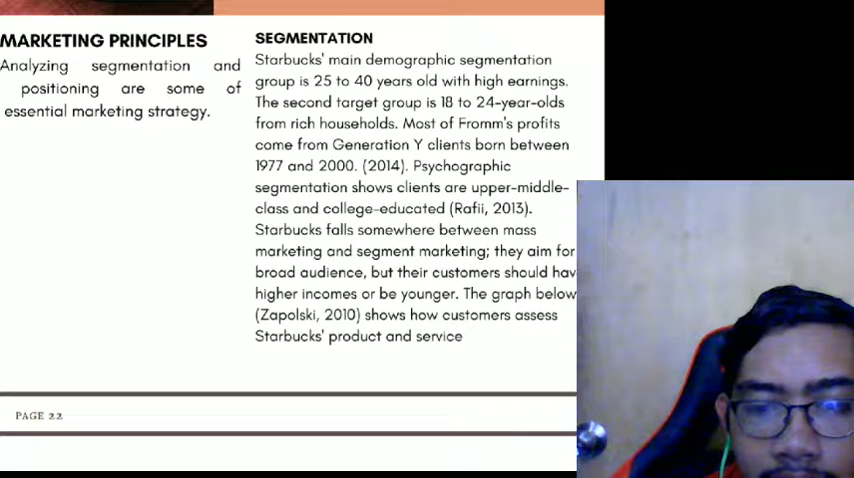 MARKETING PRINCIPLES
Analyzing segmentation and
positioning are some of
essential marketing strategy.
SEGMENTATION
Starbucks' main demographic segmentation
group is 25 to 40 years old with high earnings.
The second target group is 18 to 24-year-olds
from rich households. Most of Fromm's profits
come from Generation Y clients born between
1977 and 2000. (2014). Psychographic
segmentation shows clients are upper-middle-
class and college-educated (Rafii, 2013).
Starbucks falls somewhere between mass
marketing and segment marketing; they aim for
broad audience, but their customers should hav
higher incomes or be younger. The graph below
(Zapolski, 2010) shows how customers assess
Starbucks' product and service
PAGE 22